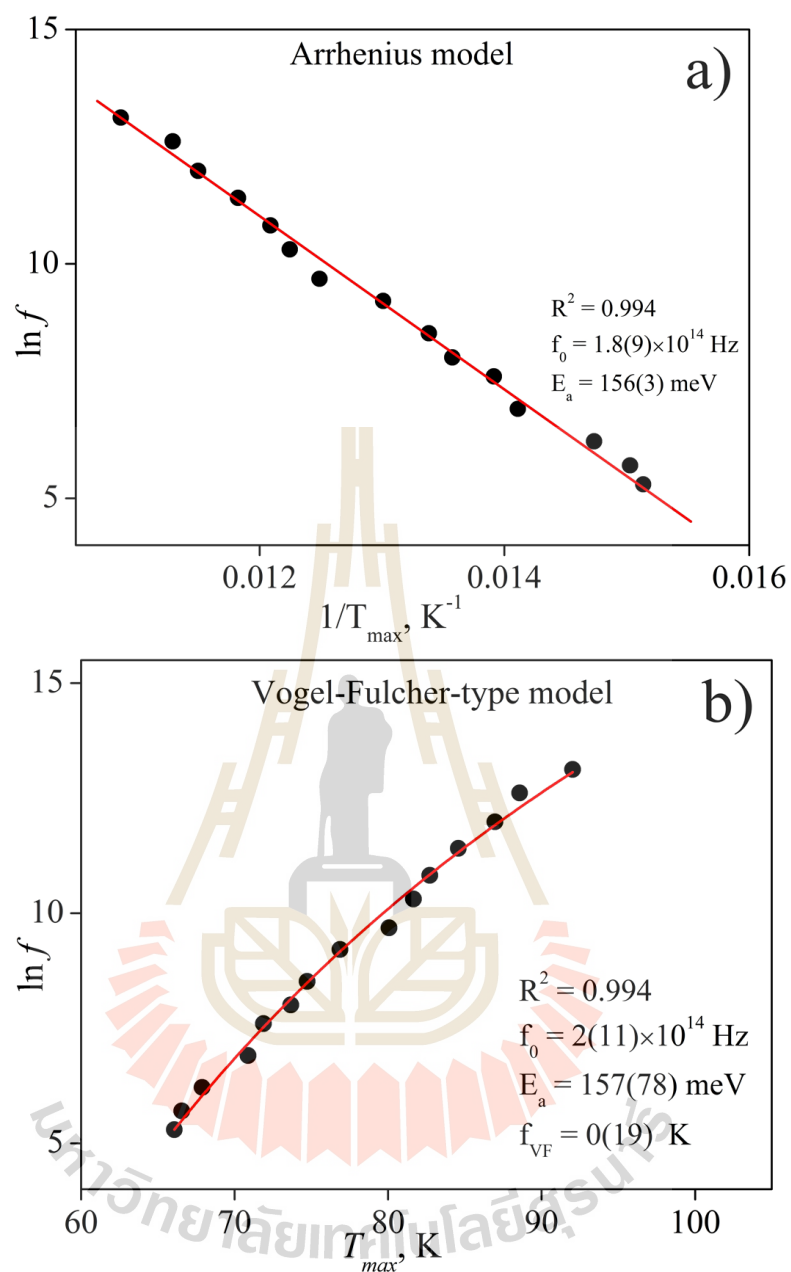 15
Arrhenius model
a)
10
ln f
R² = 0.994
f₀ = 1.8(9)×10¹⁴ Hz
Eₐ = 156(3) meV
5
0.012 0.014 0.016
1/Tₘₐₓ, K⁻¹
15
Vogel-Fulcher-type model
b)
10
ln f
R² = 0.994
f₀ = 2(11)×10¹⁴ Hz
Eₐ = 157(78) meV
f_VF = 0(19) K
5
60 70 80 90 100
Tₘₐₓ, K
มหาวิทยาลัยเทคโนโลยีสุรนารี